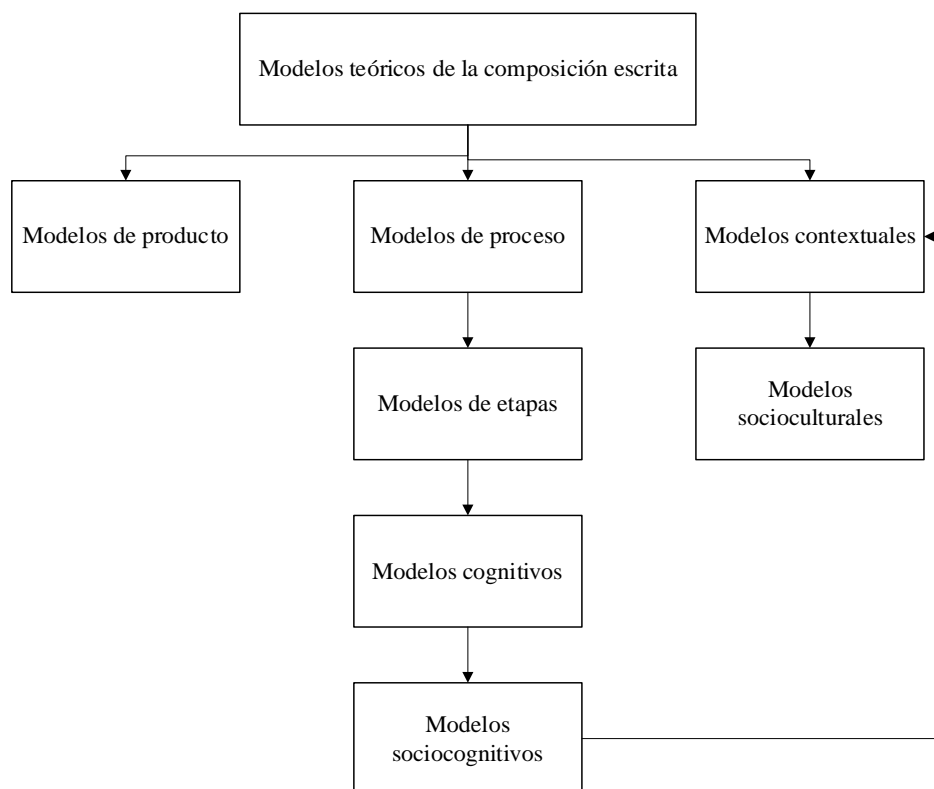 Modelos teóricos de la composición escrita
Modelos de producto
Modelos de proceso
Modelos contextuales
Modelos de etapas
Modelos
socioculturales
Modelos cognitivos
Modelos
sociocognitivos